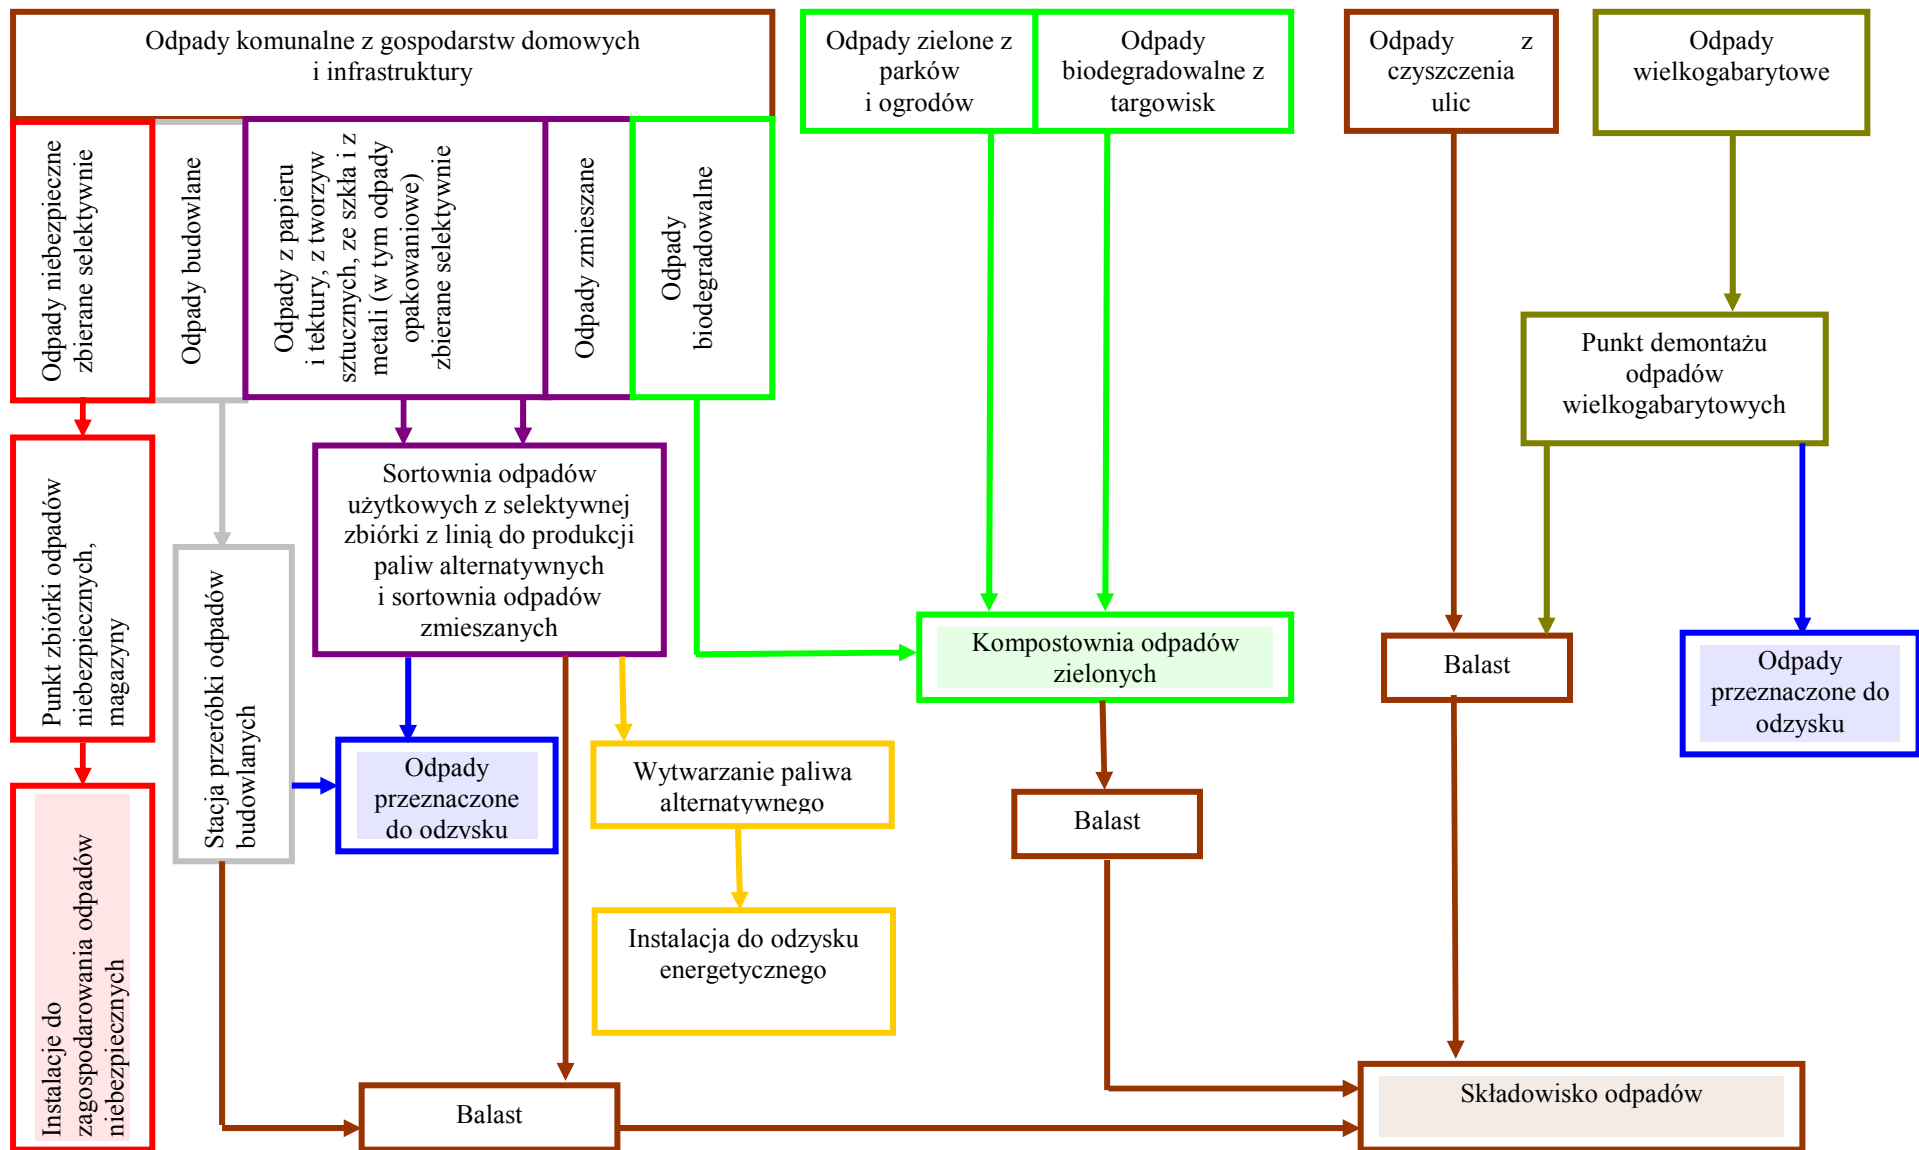 Odpady komunalne z gospodarstw domowych
i infrastruktury
Odpady zielone z
parków
i ogrodów
Odpady
biodegradowalne z
targowisk
Odpady z
czyszczenia
ulic
Odpady
wielkogabarytowe
Odpady niebezpieczne
zbierane selektywnie
Odpady budowlane
Odpady z papieru
i tektury, z tworzyw
sztucznych, ze szkła i z
metali (w tym odpady
opakowaniowe)
zbierane selektywnie
Odpady zmieszane
Odpady
biodegradowalne
Punkt demontażu
odpadów
wielkogabarytowych
Punkt zbiórki odpadów
niebezpiecznych,
magazyny
Sortownia odpadów
użytkowych z selektywnej
zbiórki z linią do produkcji
paliw alternatywnych
i sortownia odpadów
zmieszanych
Stacja przeróbki odpadów
budowlanych
Kompostownia odpadów
zielonych
Balast
Odpady
przeznaczone do
odzysku
Odpady
przeznaczone
do odzysku
Wytwarzanie paliwa
alternatywnego
Balast
Instalacje do
zagospodarowania odpadów
niebezpiecznych
Instalacja do odzysku
energetycznego
Balast
Składowisko odpadów